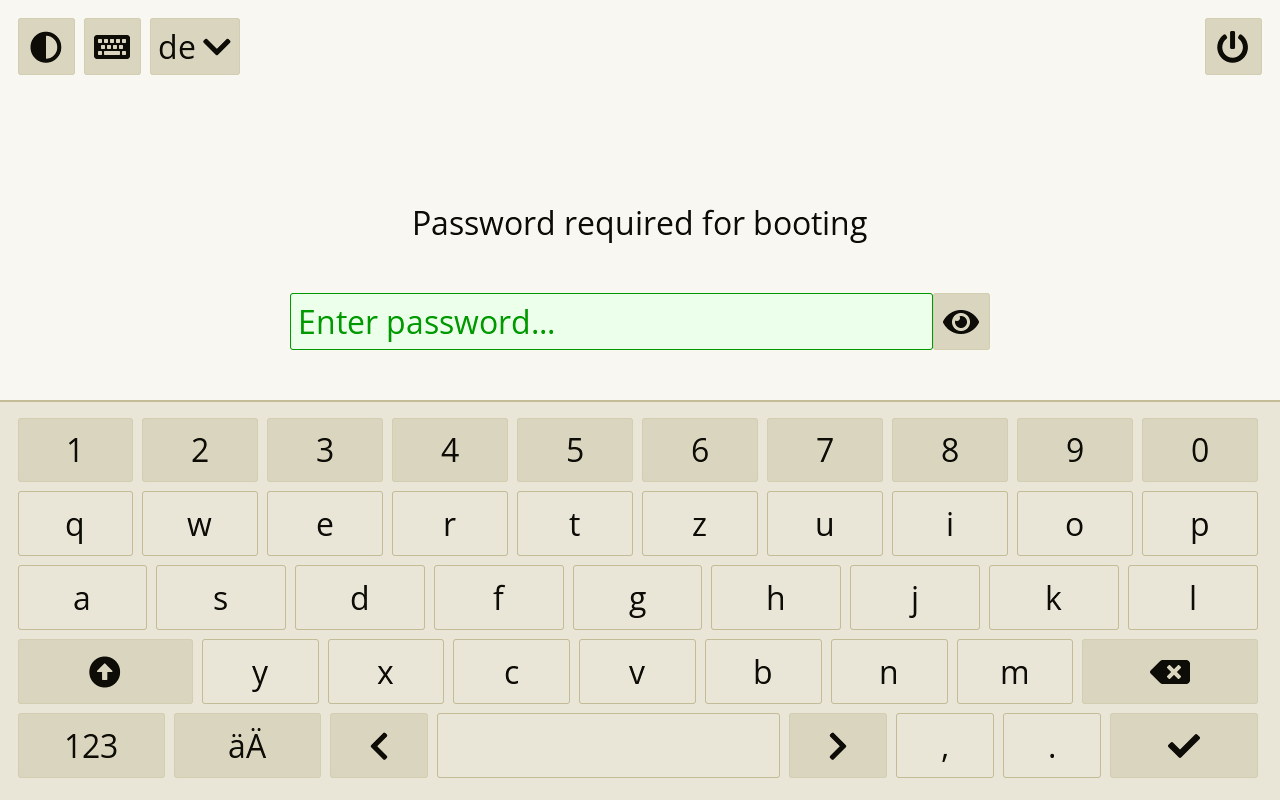 de
Password required for booting
Enter password...
1 2 3 4 5 6 7 8 9 0
q w e r t z u i o p
a s d f g h j k l
y x c v b n m
123 äÄ , .